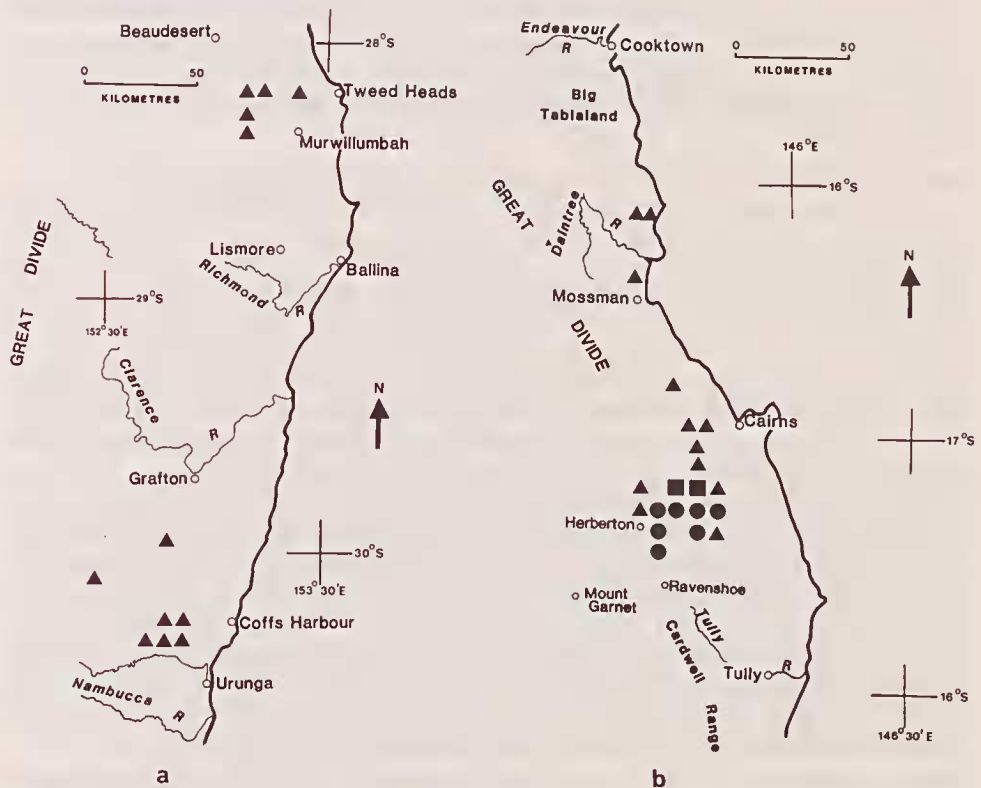 Beaudesert
28°S
0 50
KILOMETRES
Tweed Heads
Murwillumbah
GREAT DIVIDE
Lismore
Richmond R
Ballina
29°S
152°30'E
Clarence R
N
Grafton
30°S
153°30'E
Coffs Harbour
Urunga
Nambucca R
a
Endeavour R
Cooktown
0 50
KILOMETRES
Big
Tablaland
146°E
16°S
GREAT DIVIDE
Daintree R
N
Mossman
Cairns
17°S
Herberton
Mount
Garnet
Ravenshoe
Tully R
Cardwell Range
Tully
16°S
146°30'E
b